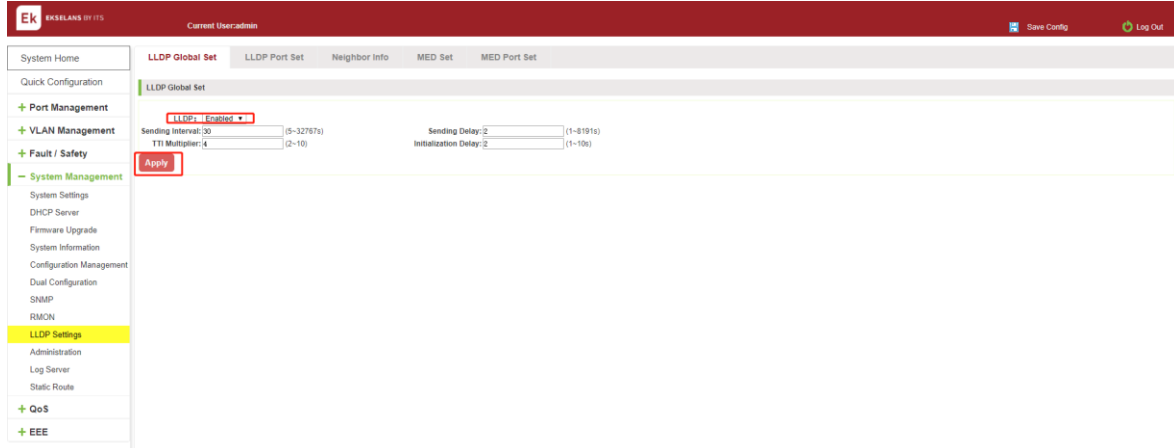 Ek EKSELANS BY ITS
Current User:admin
Save Config
Log Out
System Home
Quick Configuration
+ Port Management
+ VLAN Management
+ Fault / Safety
− System Management
System Settings
DHCP Server
Firmware Upgrade
System Information
Configuration Management
Dual Configuration
SNMP
RMON
LLDP Settings
Administration
Log Server
Static Route
+ QoS
+ EEE
LLDP Global Set LLDP Port Set Neighbor Info MED Set MED Port Set
LLDP Global Set
LLDP: Enabled
Sending Interval: 30 (5~32767s) Sending Delay: 2 (1~8191s)
TTl Multiplier: 4 (2~10) Initialization Delay: 2 (1~10s)
Apply